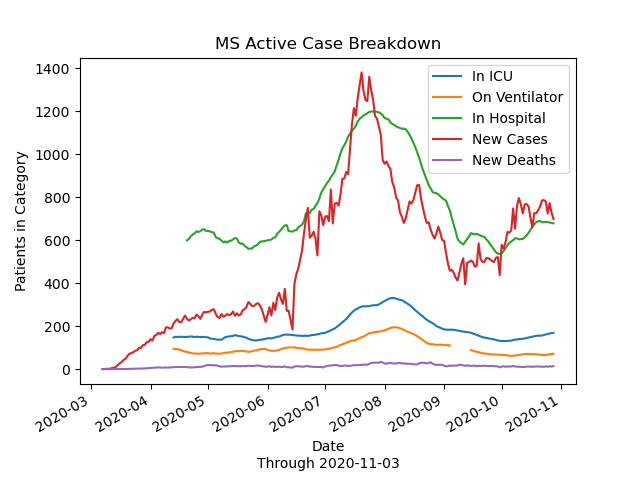 MS Active Case Breakdown
In ICU
On Ventilator
In Hospital
New Cases
New Deaths
Patients in Category
1400
1200
1000
800
600
400
200
0
2020-03
2020-04
2020-05
2020-06
2020-07
2020-08
2020-09
2020-10
2020-11
Date
Through 2020-11-03